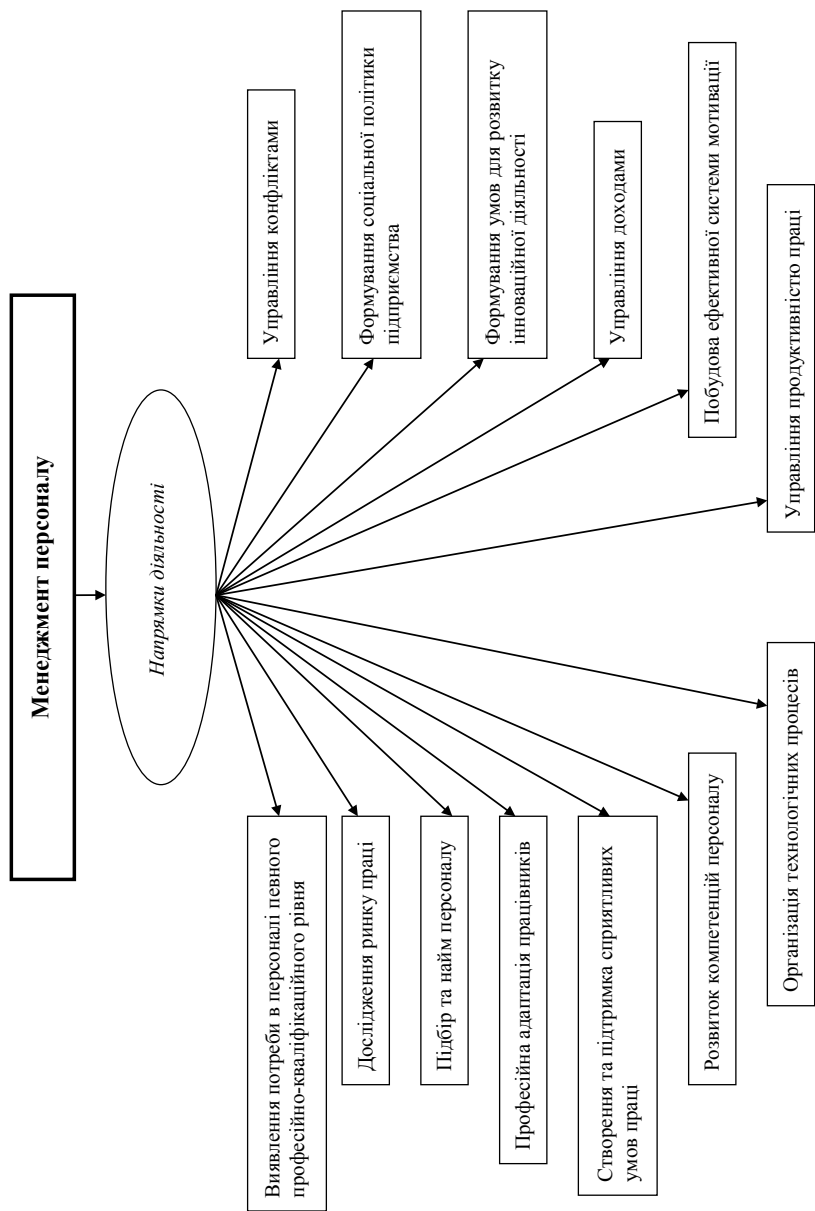 Менеджмент персоналу
Напрямки діяльності
Виявлення потреби в персоналі певного
професійно-кваліфікаційного рівня
Дослідження ринку праці
Підбір та найм персоналу
Професійна адаптація працівників
Створення та підтримка сприятливих
умов праці
Розвиток компетенцій персоналу
Організація технологічних процесів
Управління конфліктами
Формування соціальної політики
підприємства
Формування умов для розвитку
інноваційної діяльності
Управління доходами
Побудова ефективної системи мотивації
Управління продуктивністю праці